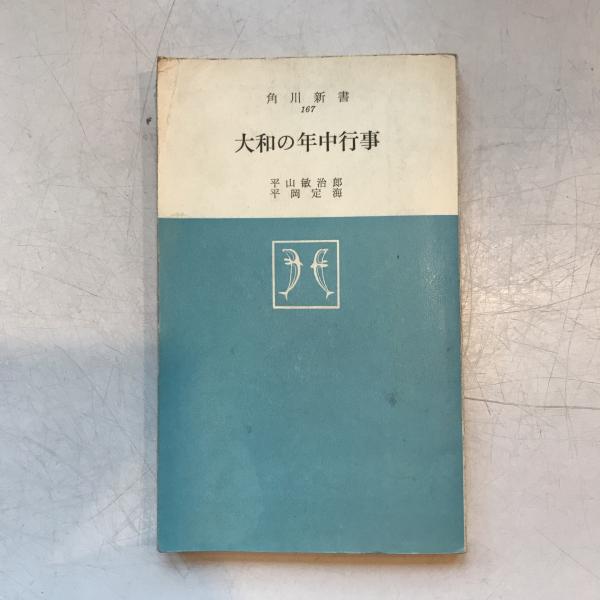 角川新書
167
大和の年中行事
平山敏治郎
平岡定海